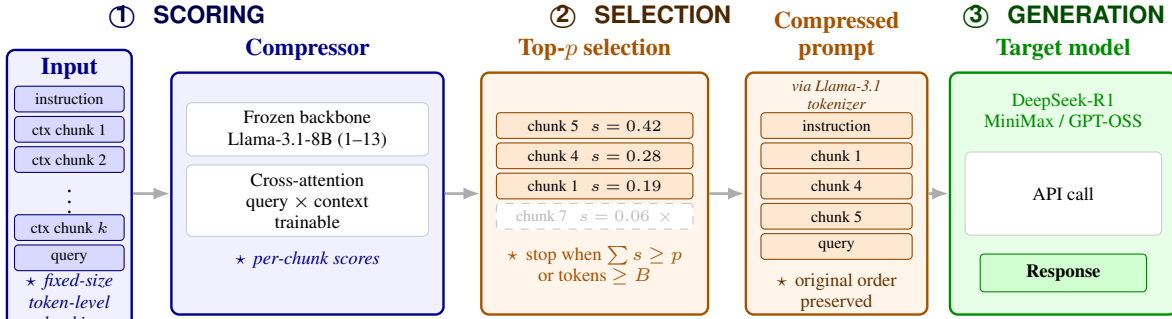 ① SCORING
② SELECTION
③ GENERATION
Input
instruction
ctx chunk 1
ctx chunk 2
⋮
ctx chunk k
query
⋆ fixed-size
token-level
Compressor
Frozen backbone
Llama-3.1-8B (1–13)
Cross-attention
query × context
trainable
⋆ per-chunk scores
Top-p selection
chunk 5 s = 0.42
chunk 4 s = 0.28
chunk 1 s = 0.19
chunk 7 s = 0.06 ×
⋆ stop when ∑ s ≥ p
or tokens ≥ B
Compressed
prompt
via Llama-3.1
tokenizer
instruction
chunk 1
chunk 4
chunk 5
query
⋆ original order
preserved
Target model
DeepSeek-R1
MiniMax / GPT-OSS
API call
Response